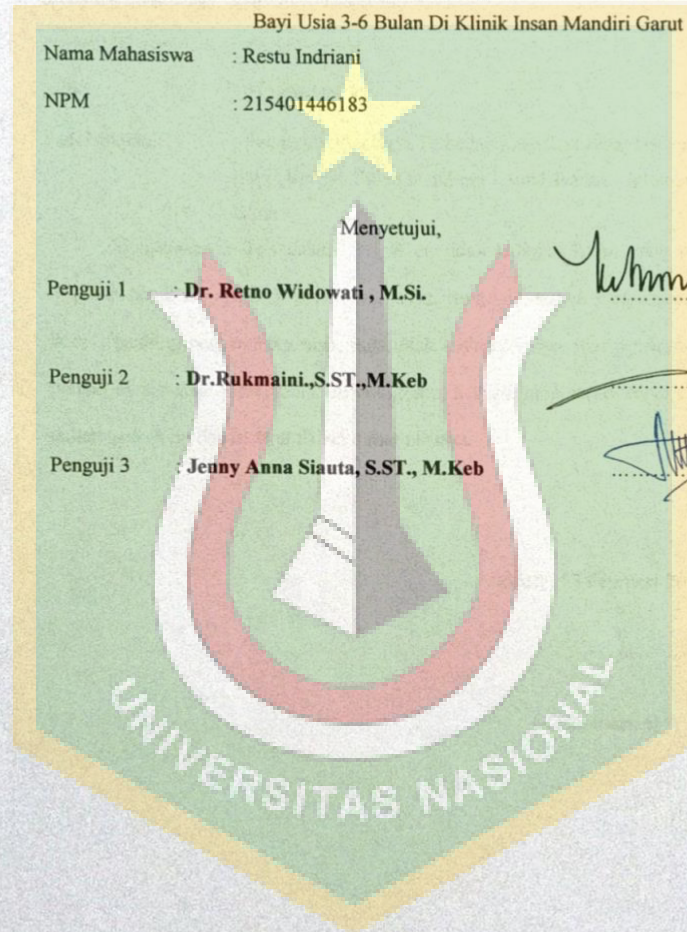 Bayi Usia 3-6 Bulan Di Klinik Insan Mandiri Garut
Nama Mahasiswa : Restu Indriani
NPM : 215401446183
Menyetujui,
Penguji 1 : Dr. Retno Widowati , M.Si.
Penguji 2 : Dr.Rukmaini.,S.ST.,M.Keb
Penguji 3 : Jenny Anna Siauta, S.ST., M.Keb
UNIVERSITAS NASIONAL